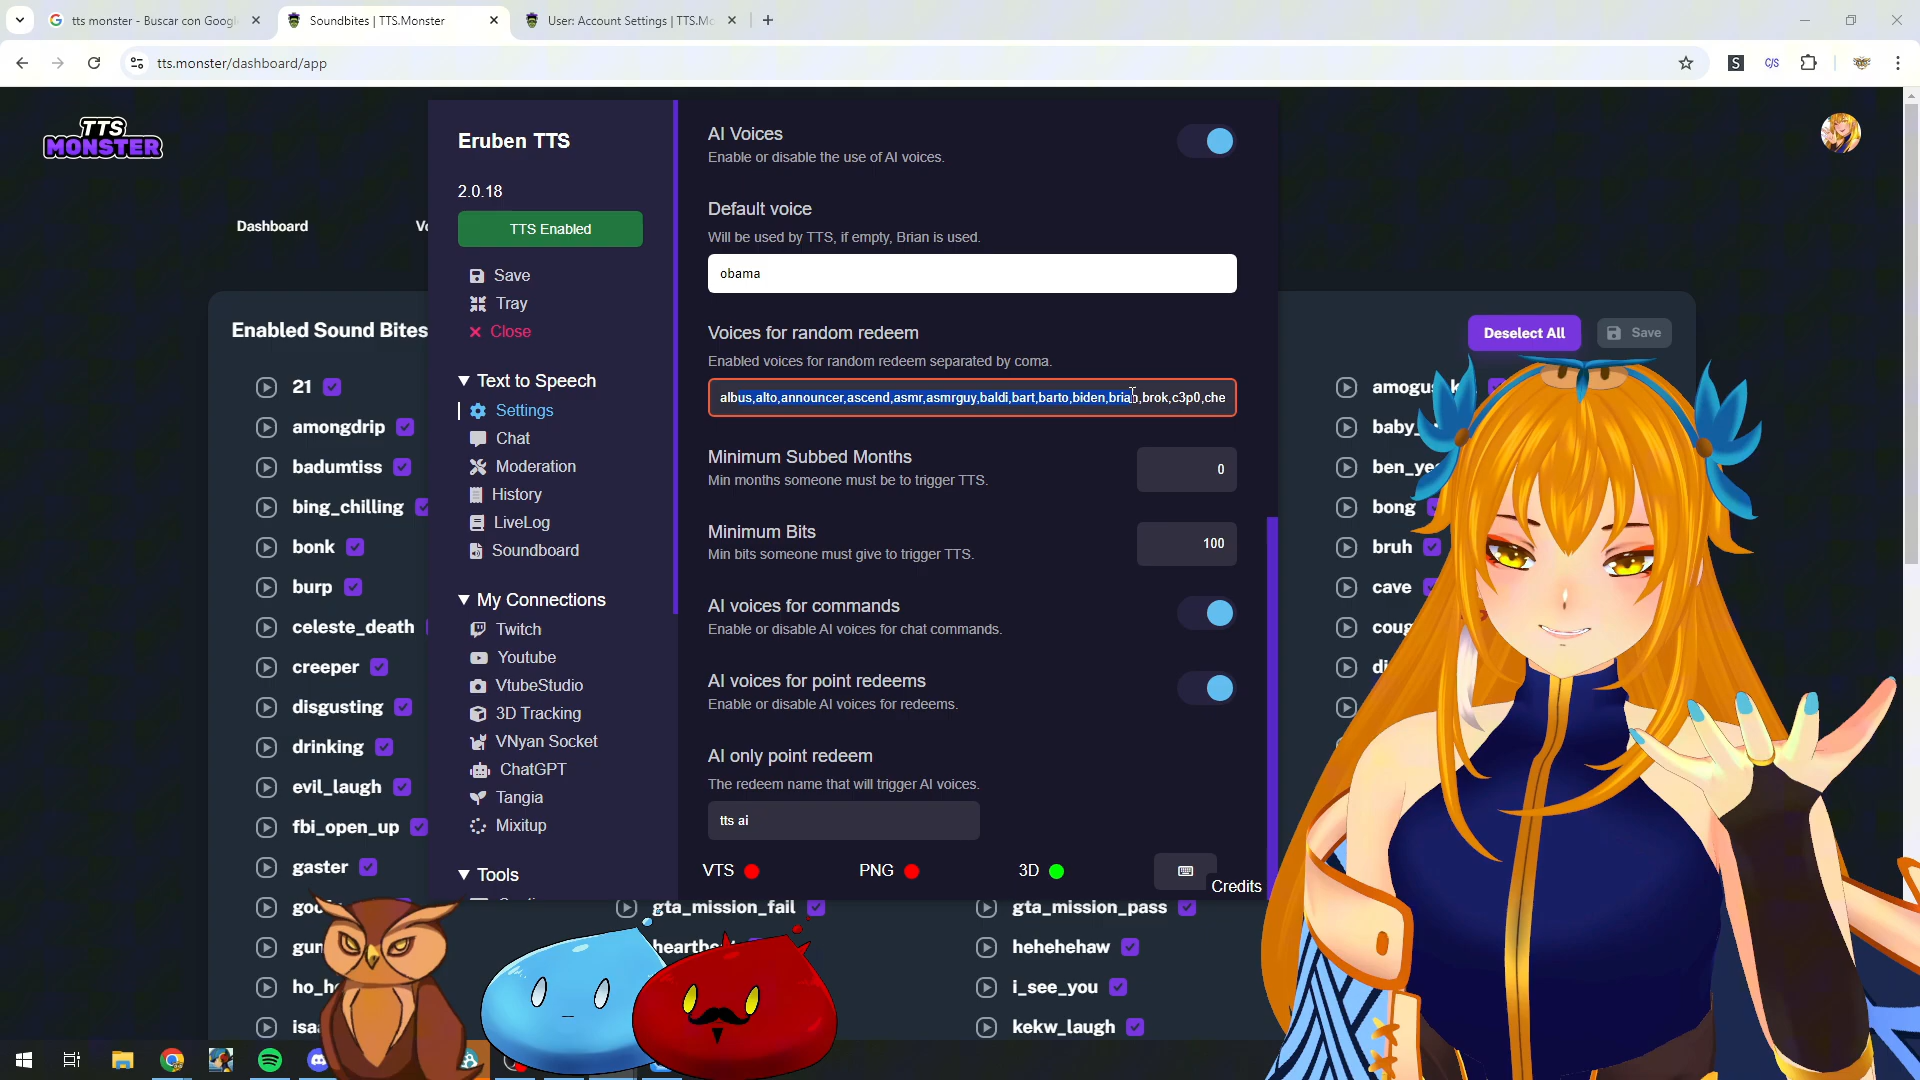 tts monster - Buscar con Googl
Soundbites | TTS.Monster
User: Account Settings | TTS.Mo
tts.monster/dashboard/app
S
C/S
TTS
MONSTER
Dashboard
Enabled Sound Bites
Deselect All
Save
21
amongdrip
badumtiss
bing_chilling
bonk
burp
celeste_death
creeper
disgusting
drinking
evil_laugh
fbi_open_up
gaster
gta_mission_fail
gta_mission_pass
hehehehaw
i_see_you
kekw_laugh
bong
bruh
cave
Eruben TTS
2.0.18
TTS Enabled
Save
Tray
Close
Text to Speech
Settings
Chat
Moderation
History
LiveLog
Soundboard
My Connections
Twitch
Youtube
VtubeStudio
3D Tracking
VNyan Socket
ChatGPT
Tangia
Mixitup
Tools
AI Voices
Enable or disable the use of AI voices.
Default voice
Will be used by TTS, if empty, Brian is used.
obama
Voices for random redeem
Enabled voices for random redeem separated by coma.
albus,alto,announcer,ascend,asmr,asmrguy,baldi,bart,barto,biden,brian,brok,c3p0,che
Minimum Subbed Months
Min months someone must be to trigger TTS.
0
Minimum Bits
Min bits someone must give to trigger TTS.
100
AI voices for commands
Enable or disable AI voices for chat commands.
AI voices for point redeems
Enable or disable AI voices for redeems.
AI only point redeem
The redeem name that will trigger AI voices.
tts ai
VTS
PNG
3D
Credits